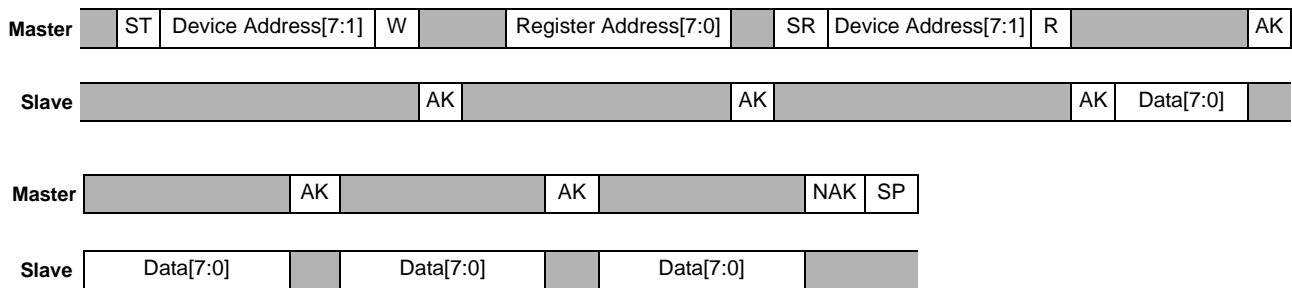 Master ST Device Address[7:1] W Register Address[7:0] SR Device Address[7:1] R AK
Slave AK AK AK Data[7:0]
Master AK AK NAK SP
Slave Data[7:0] Data[7:0] Data[7:0]